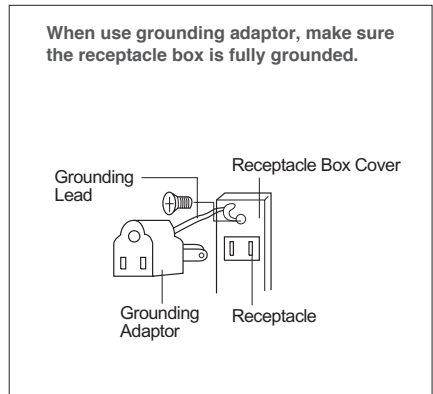 When use grounding adaptor, make sure
the receptacle box is fully grounded.
Grounding
Lead
Receptacle Box Cover
Grounding
Adaptor
Receptacle